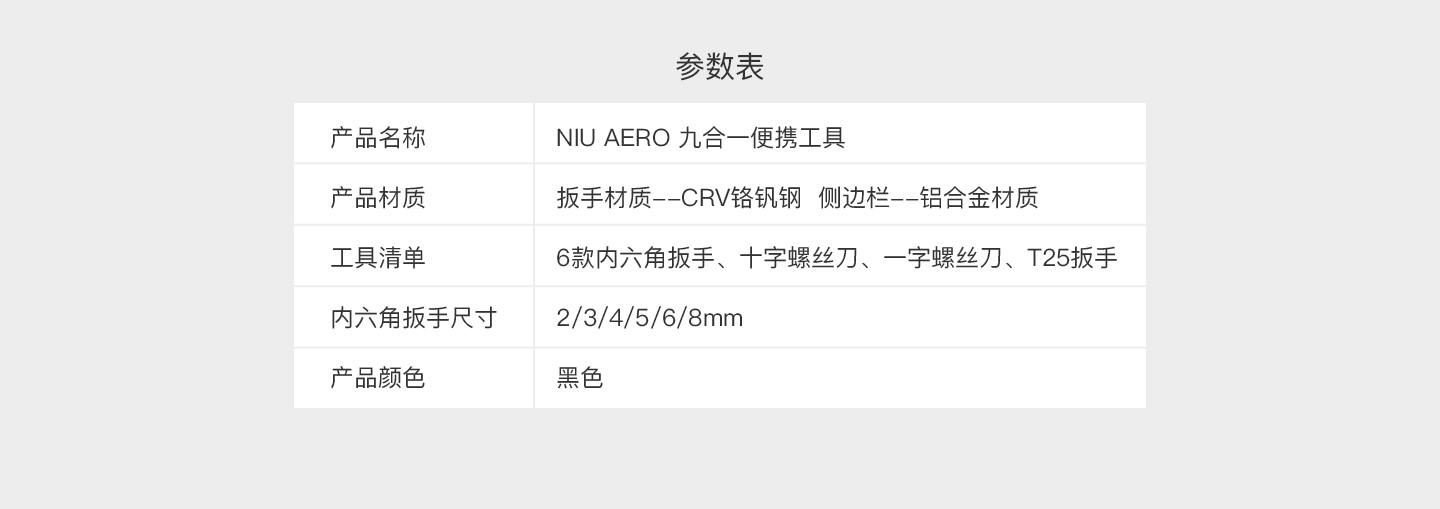 参数表
产品名称 NIU AERO 九合一便携工具
产品材质 扳手材质--CRV铬钒钢 侧边栏--铝合金材质
工具清单 6款内六角扳手、十字螺丝刀、一字螺丝刀、T25扳手
内六角扳手尺寸 2/3/4/5/6/8mm
产品颜色 黑色